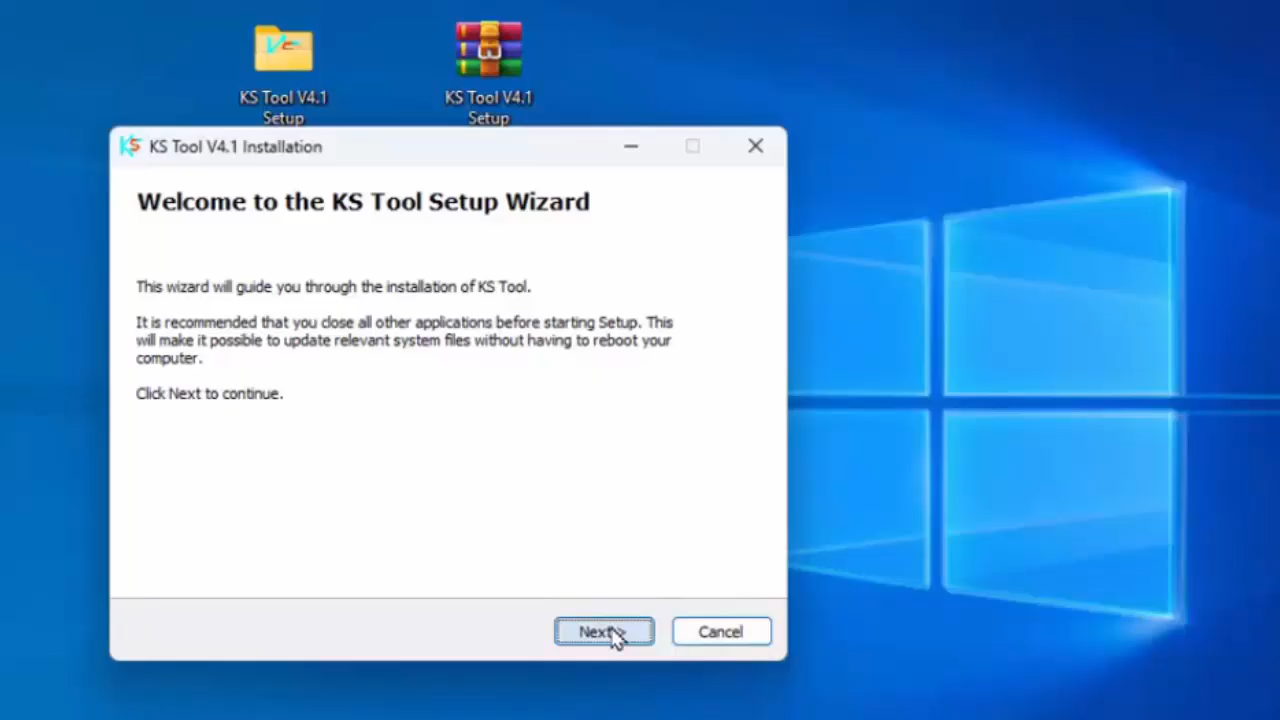 KS Tool V4.1
Setup
KS Tool V4.1
Setup
KS Tool V4.1 Installation
Welcome to the KS Tool Setup Wizard
This wizard will guide you through the installation of KS Tool.
It is recommended that you close all other applications before starting Setup. This
will make it possible to update relevant system files without having to reboot your
computer.
Click Next to continue.
Next >
Cancel